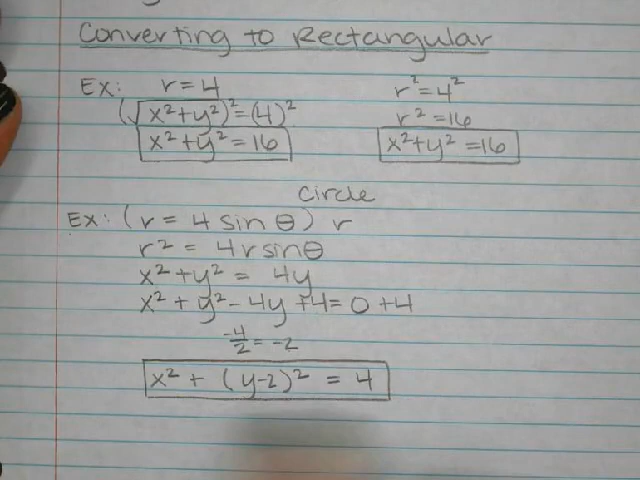 Converting to Rectangular
Ex: r = 4
(√x²+y²)² = (4)²
x²+y² = 16
r² = 4²
r² = 16
x²+y² = 16
Circle
Ex: (r = 4 sin θ) r
r² = 4r sin θ
x²+y² = 4y
x² + y² - 4y + 4 = 0 + 4
-4/2 = -2
x² + (y-2)² = 4